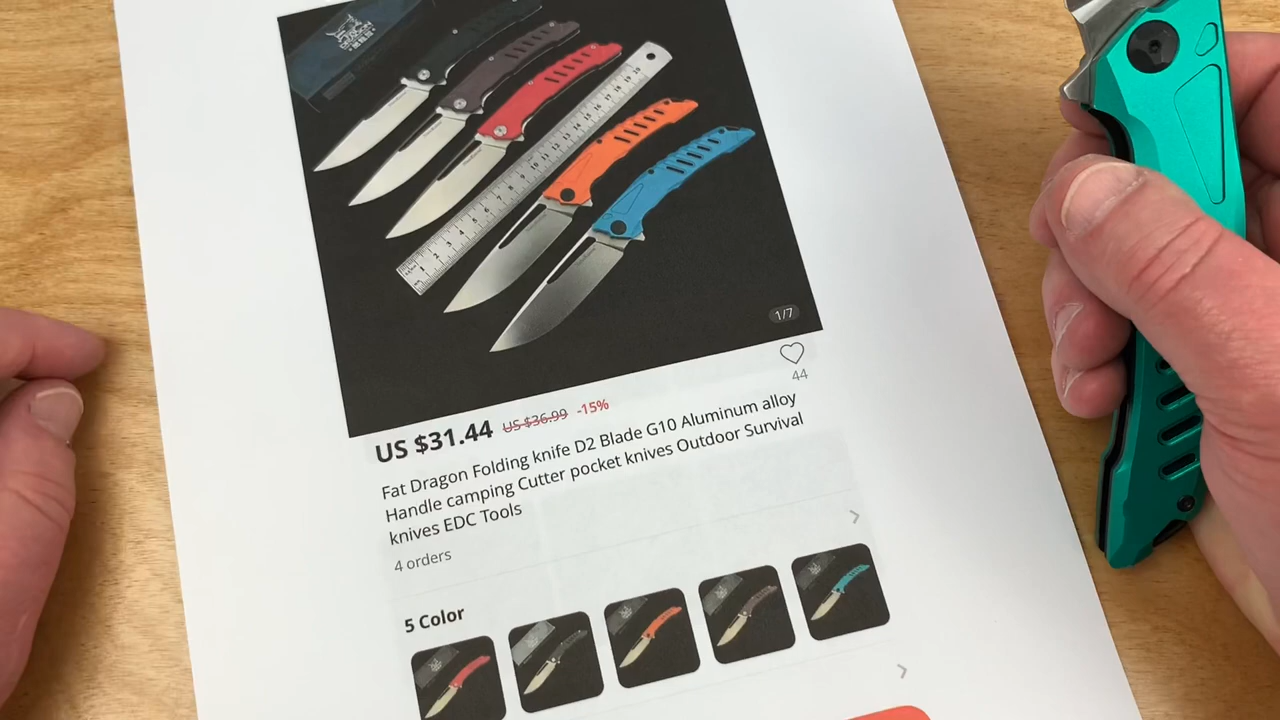 DRAGON
1/7
44
US $31.44 US $36.99 -15%
Fat Dragon Folding knife D2 Blade G10 Aluminum alloy
Handle camping Cutter pocket knives Outdoor Survival
knives EDC Tools
4 orders
5 Color